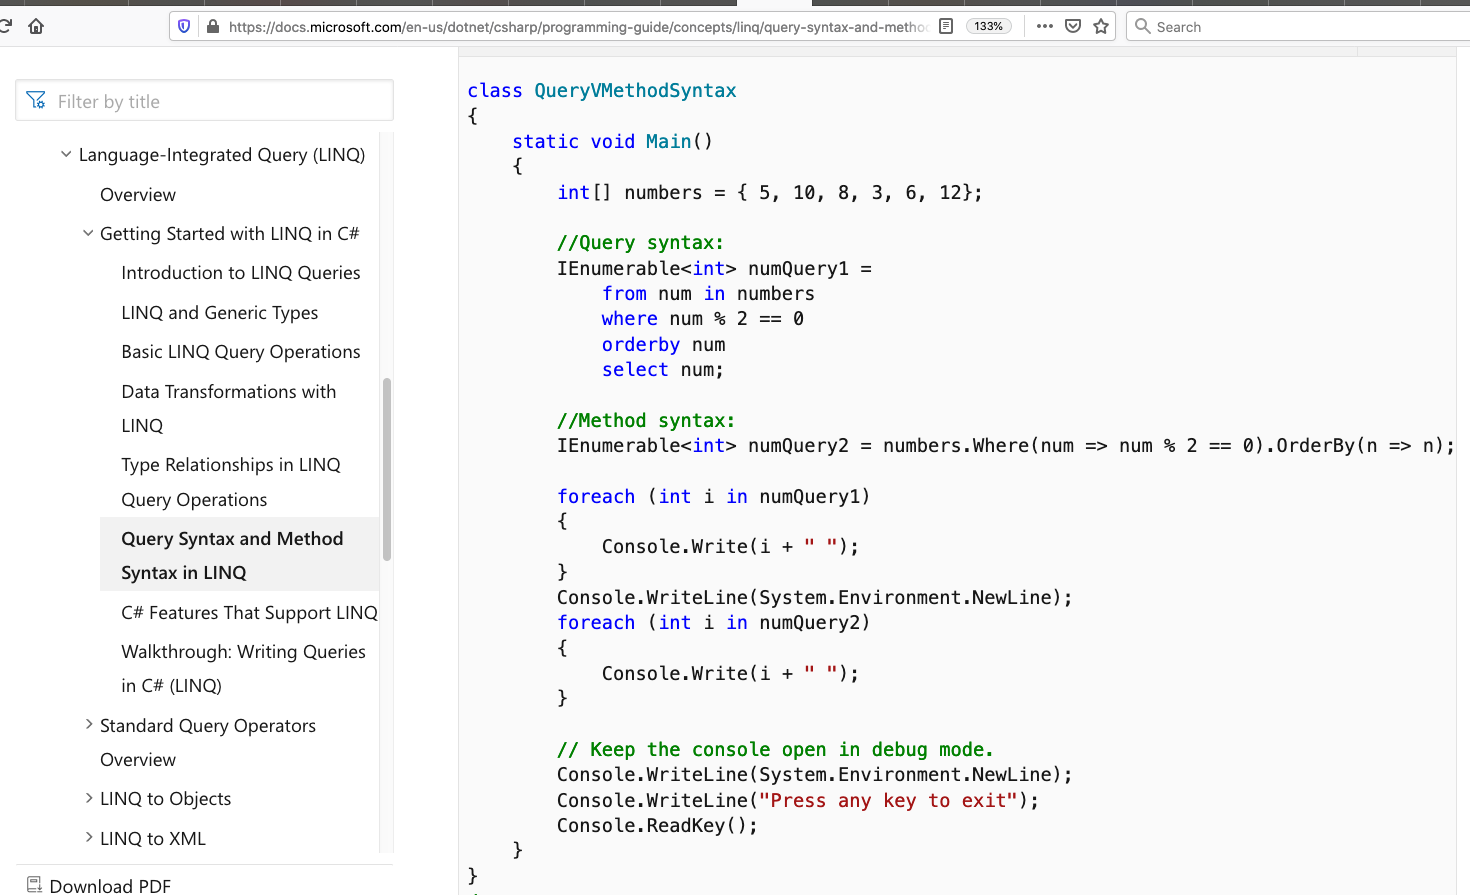 https://docs.microsoft.com/en-us/dotnet/csharp/programming-guide/concepts/linq/query-syntax-and-metho
133%
Search
Filter by title
Language-Integrated Query (LINQ)
Overview
Getting Started with LINQ in C#
Introduction to LINQ Queries
LINQ and Generic Types
Basic LINQ Query Operations
Data Transformations with
LINQ
Type Relationships in LINQ
Query Operations
Query Syntax and Method
Syntax in LINQ
C# Features That Support LINQ
Walkthrough: Writing Queries
in C# (LINQ)
Standard Query Operators
Overview
LINQ to Objects
LINQ to XML
Download PDF
class QueryVMethodSyntax
{
    static void Main()
    {
        int[] numbers = { 5, 10, 8, 3, 6, 12};

        //Query syntax:
        IEnumerable<int> numQuery1 =
            from num in numbers
            where num % 2 == 0
            orderby num
            select num;

        //Method syntax:
        IEnumerable<int> numQuery2 = numbers.Where(num => num % 2 == 0).OrderBy(n => n);

        foreach (int i in numQuery1)
        {
            Console.Write(i + " ");
        }
        Console.WriteLine(System.Environment.NewLine);
        foreach (int i in numQuery2)
        {
            Console.Write(i + " ");
        }

        // Keep the console open in debug mode.
        Console.WriteLine(System.Environment.NewLine);
        Console.WriteLine("Press any key to exit");
        Console.ReadKey();
    }
}